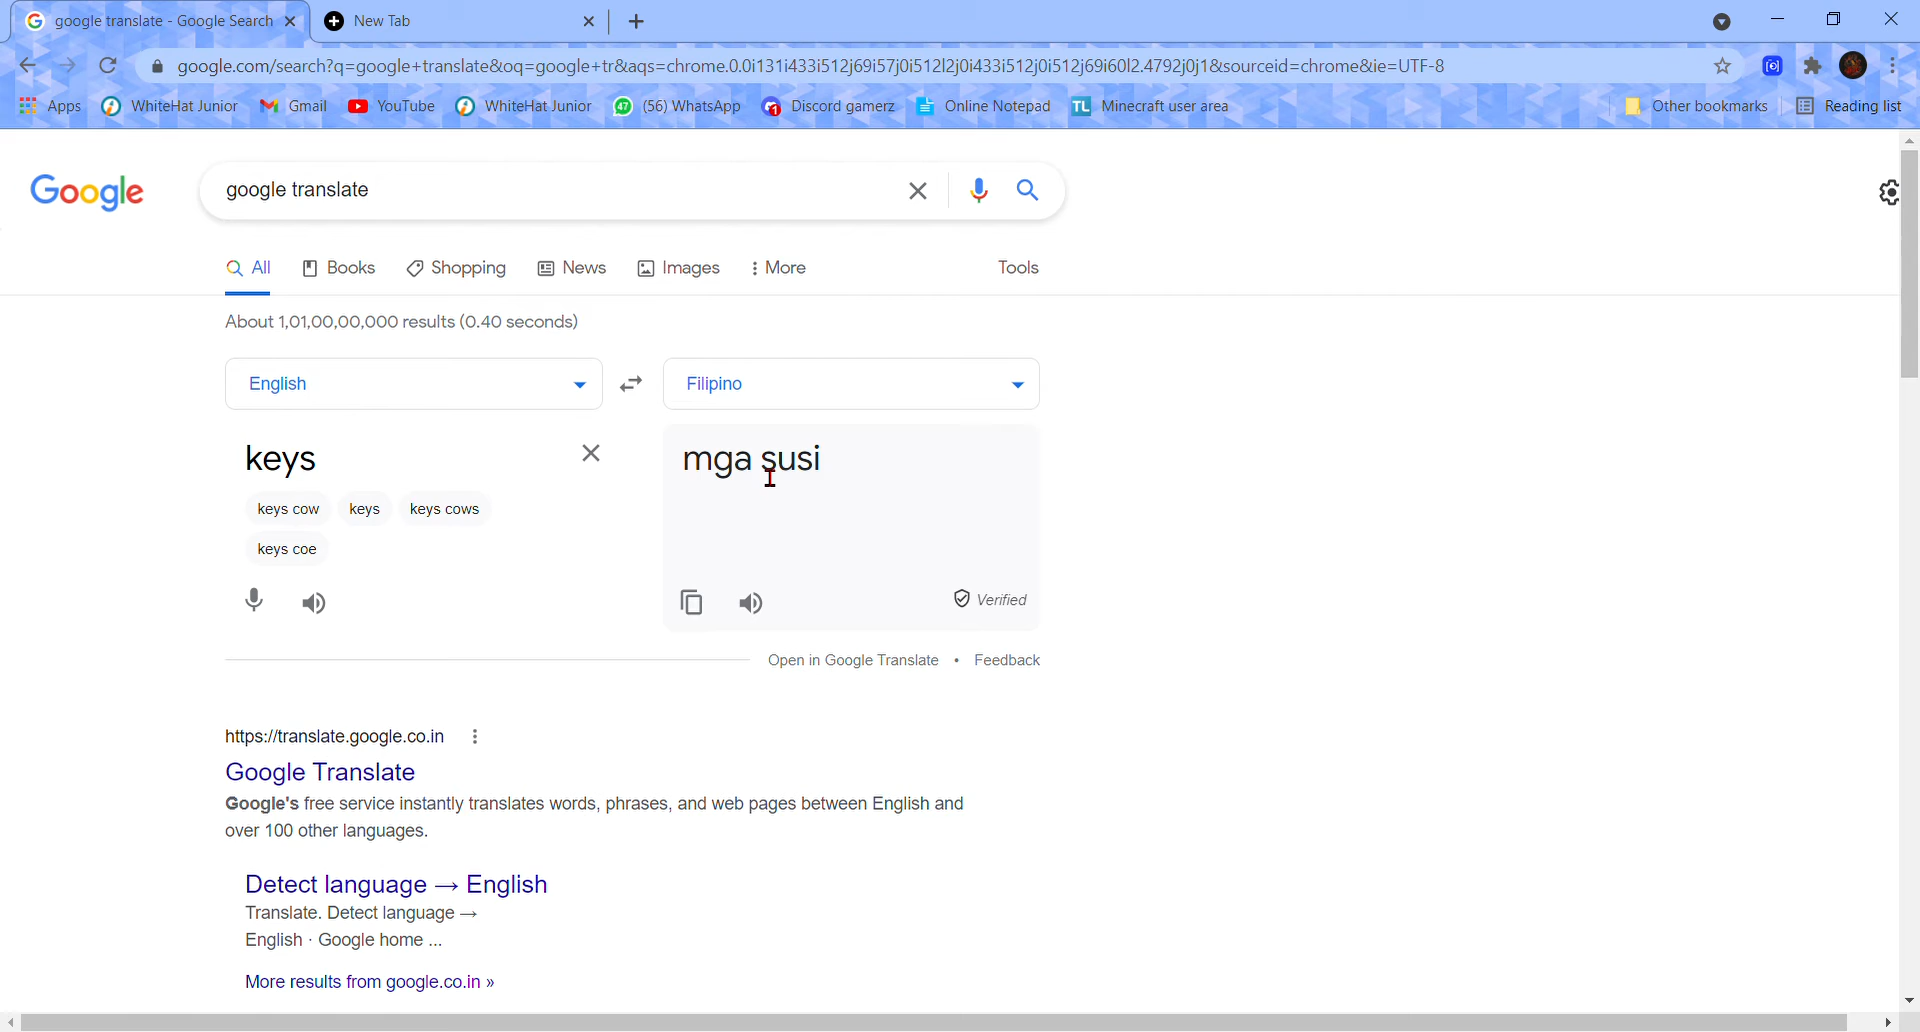 google translate - Google Search New Tab
google.com/search?q=google+translate&oq=google+tr&aqs=chrome.0.0i131i433i512j69i57j0i512l2j0i433i512j0i512j69i60l2.4792j0j1&sourceid=chrome&ie=UTF-8
Apps WhiteHat Junior Gmail YouTube WhiteHat Junior 47 (56) WhatsApp 1 Discord gamerz Online Notepad TL Minecraft user area Other bookmarks Reading list
Google google translate
All Books Shopping News Images More Tools
About 1,01,00,00,000 results (0.40 seconds)
English Filipino
keys mga susi
keys cow keys keys cows
keys coe
Verified
Open in Google Translate • Feedback
https://translate.google.co.in
Google Translate
Google's free service instantly translates words, phrases, and web pages between English and
over 100 other languages.
Detect language → English
Translate. Detect language →
English · Google home ...
More results from google.co.in »